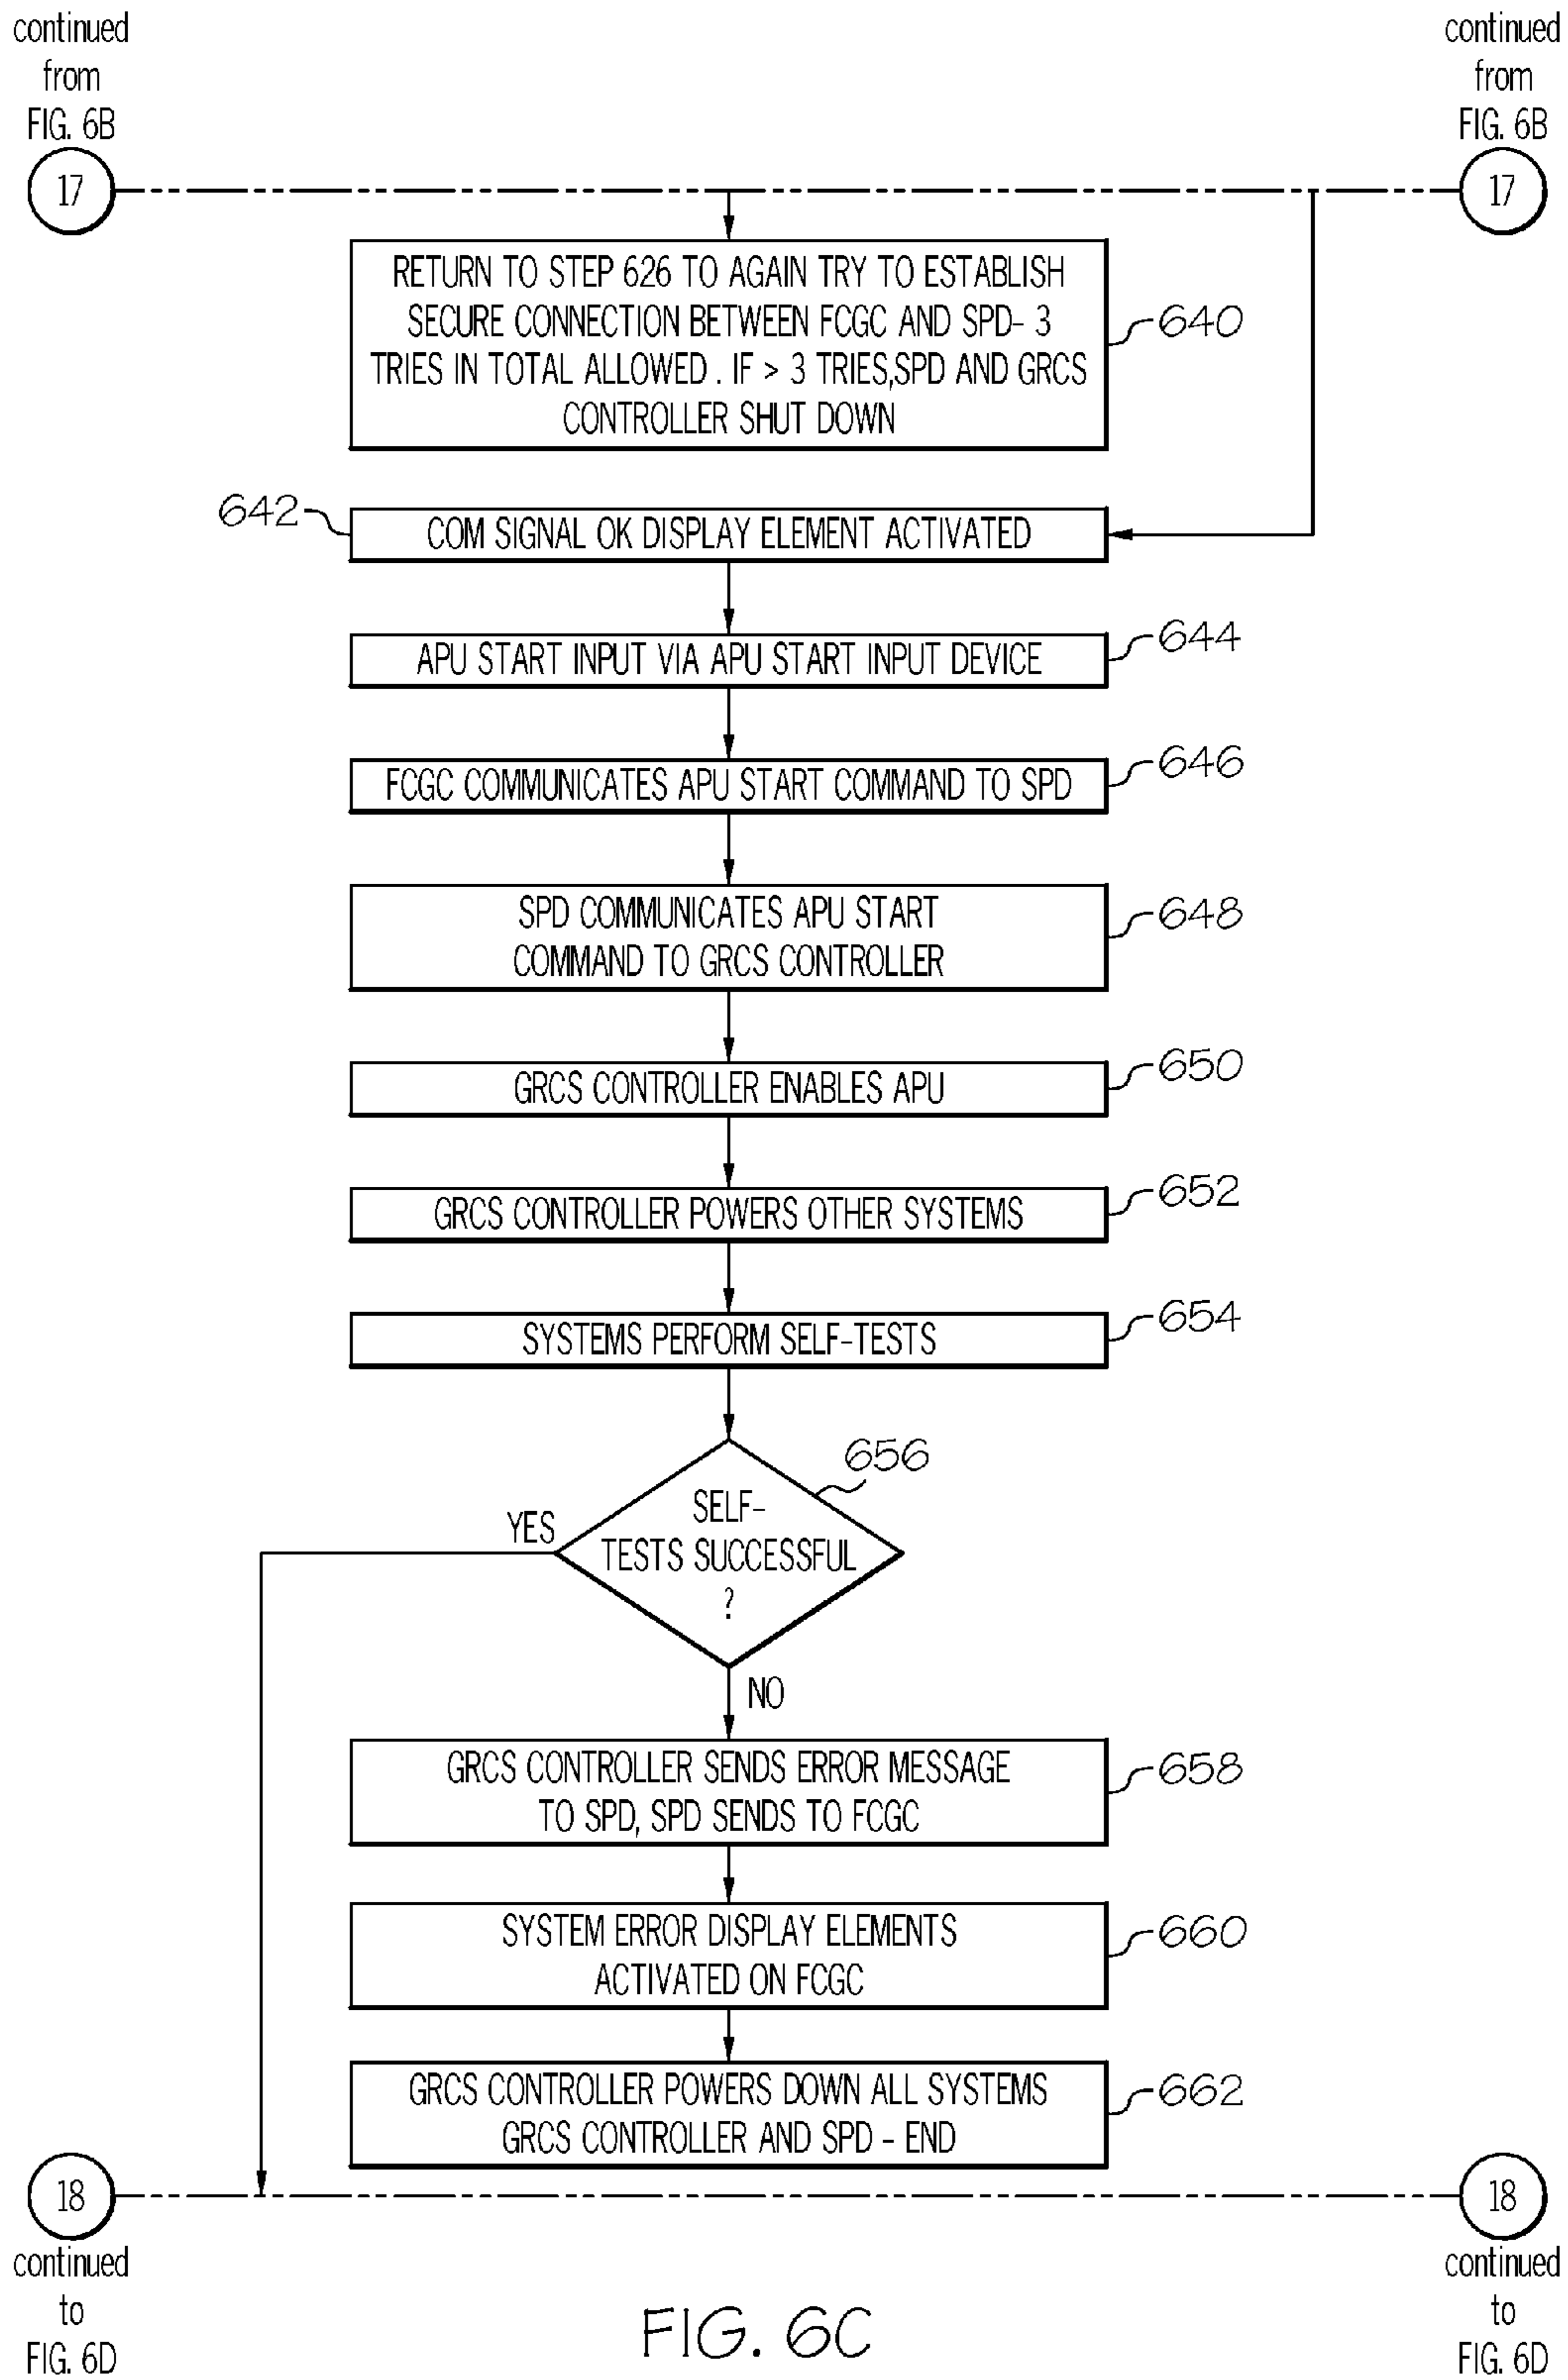 continued
from
FIG. 6B
17
continued
from
FIG. 6B
17
RETURN TO STEP 626 TO AGAIN TRY TO ESTABLISH
SECURE CONNECTION BETWEEN FCGC AND SPD- 3
TRIES IN TOTAL ALLOWED . IF > 3 TRIES,SPD AND GRCS
CONTROLLER SHUT DOWN
640
642
COM SIGNAL OK DISPLAY ELEMENT ACTIVATED
APU START INPUT VIA APU START INPUT DEVICE
644
FCGC COMMUNICATES APU START COMMAND TO SPD
646
SPD COMMUNICATES APU START
COMMAND TO GRCS CONTROLLER
648
GRCS CONTROLLER ENABLES APU
650
GRCS CONTROLLER POWERS OTHER SYSTEMS
652
SYSTEMS PERFORM SELF-TESTS
654
656
SELF-
TESTS SUCCESSFUL
?
YES
NO
GRCS CONTROLLER SENDS ERROR MESSAGE
TO SPD, SPD SENDS TO FCGC
658
SYSTEM ERROR DISPLAY ELEMENTS
ACTIVATED ON FCGC
660
GRCS CONTROLLER POWERS DOWN ALL SYSTEMS
GRCS CONTROLLER AND SPD - END
662
18
continued
to
FIG. 6D
18
continued
to
FIG. 6D
FIG. 6C